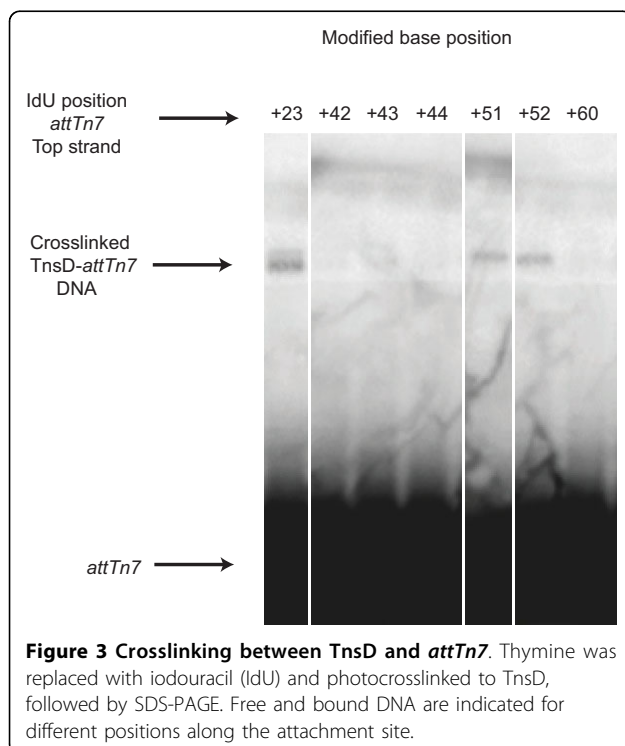 Modified base position
IdU position
attTn7
Top strand
+23 +42 +43 +44 +51 +52 +60
Crosslinked
TnsD-attTn7
DNA
attTn7
Figure 3 Crosslinking between TnsD and attTn7. Thymine was
replaced with iodouracil (IdU) and photocrosslinked to TnsD,
followed by SDS-PAGE. Free and bound DNA are indicated for
different positions along the attachment site.